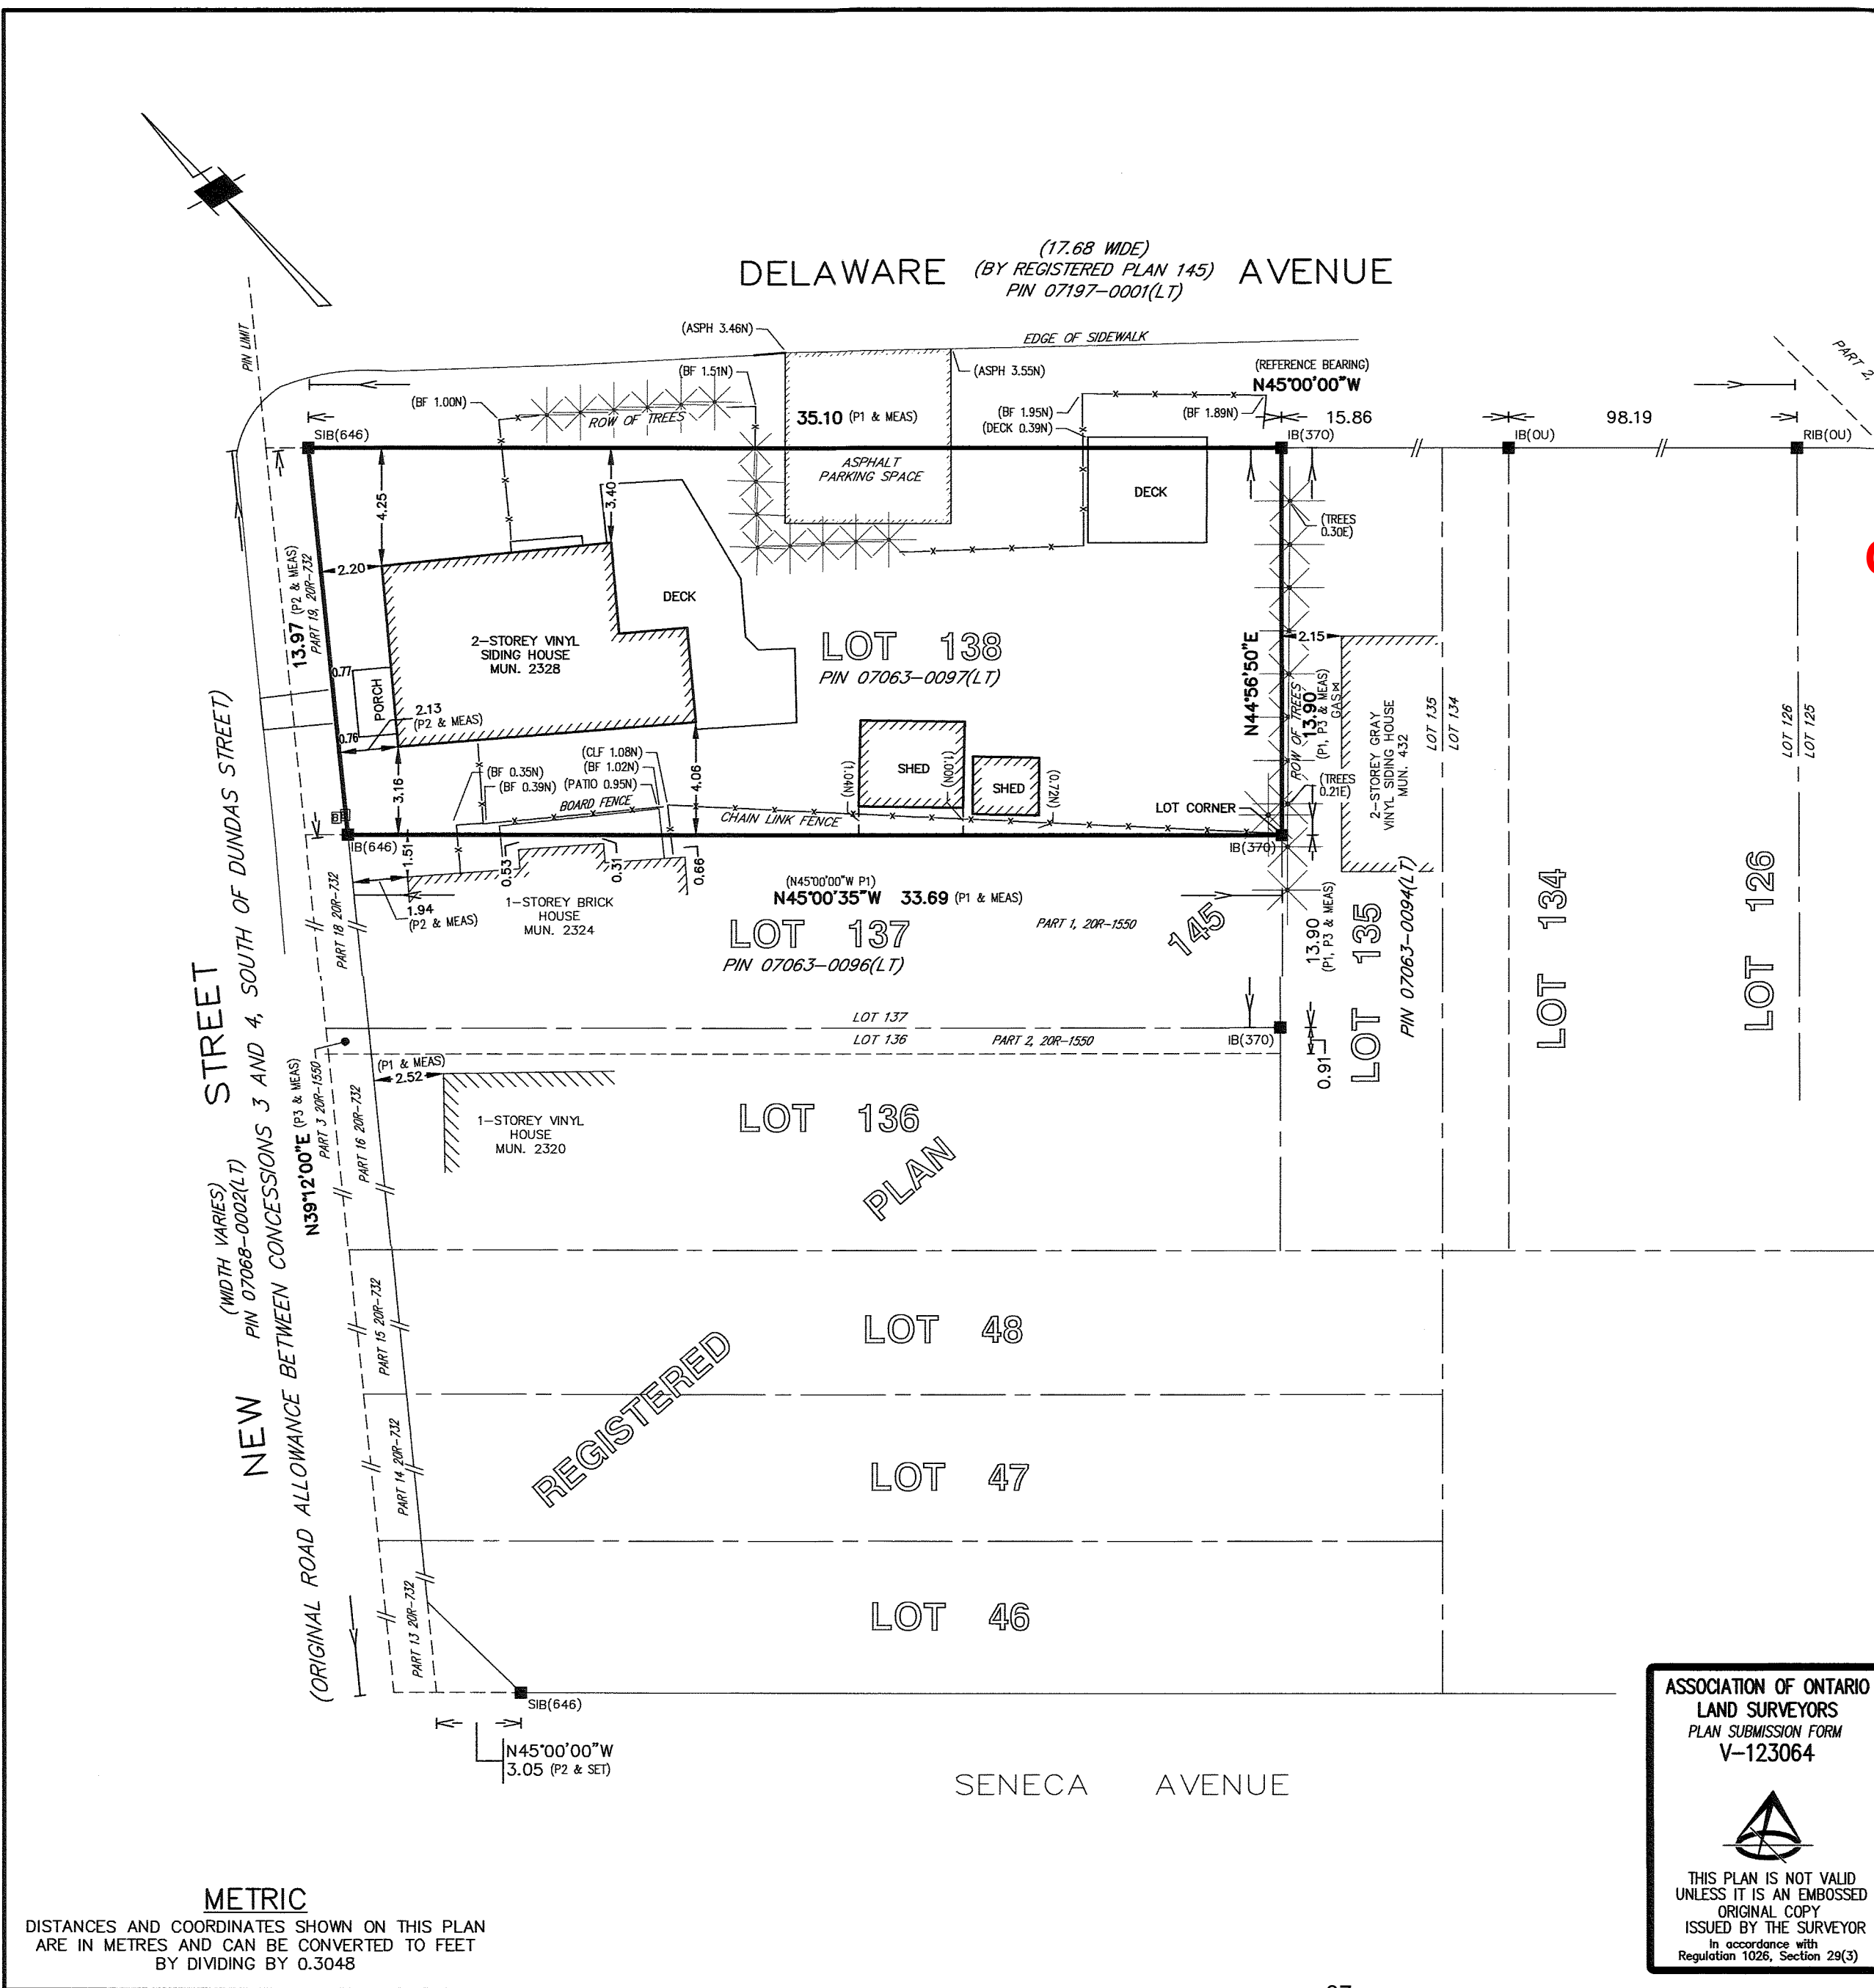 (17.68 WIDE)
DELAWARE (BY REGISTERED PLAN 145) AVENUE
PIN 07197-0001(LT)
PIN LIMIT
(ASPH 3.46N)
EDGE OF SIDEWALK
(ASPH 3.55N)
(REFERENCE BEARING)
N45°00'00"W
PART 2,
(BF 1.00N)
(BF 1.51N)
ROW OF TREES
35.10 (P1 & MEAS)
(BF 1.95N)
(DECK 0.39N)
(BF 1.89N)
15.86
98.19
SIB(646)
IB(370)
IB(OU)
RIB(OU)
ASPHALT
PARKING SPACE
DECK
4.25
3.40
(TREES
0.30E)
13.97 (P2 & MEAS)
PART 19, 20R-732
2.20
DECK
2-STOREY VINYL
SIDING HOUSE
MUN. 2328
LOT 138
PIN 07063-0097(LT)
N44°56'50"E
2.15
ROW OF TREES
13.90
(P1, P3 & MEAS)
GAS
2-STOREY GRAY
VINYL SIDING HOUSE
MUN. 432
LOT 135
LOT 134
LOT 126
LOT 125
0.77
PORCH
2.13
(P2 & MEAS)
0.76
3.16
(CLF 1.08N)
(BF 1.02N)
(BF 0.35N)
(BF 0.39N)
(PATIO 0.95N)
BOARD FENCE
4.06
CHAIN LINK FENCE
(1.04N)
SHED
(1.00N)
SHED
(0.72N)
LOT CORNER
(TREES
0.21E)
IB(646)
IB(370)
1.51
0.53
0.31
0.66
1.94
(P2 & MEAS)
1-STOREY BRICK
HOUSE
MUN. 2324
(N45°00'00"W P1)
N45°00'35"W 33.69 (P1 & MEAS)
LOT 137
PIN 07063-0096(LT)
PART 1, 20R-1550
145
13.90
(P1, P3 & MEAS)
LOT 135
PIN 07063-0094(LT)
LOT 134
LOT 126
PART 18 20R-732
LOT 137
LOT 136
PART 2, 20R-1550
IB(370)
0.91
(P1 & MEAS)
2.52
1-STOREY VINYL
HOUSE
MUN. 2320
LOT 136
PLAN
NEW STREET
(WIDTH VARIES)
PIN 07068-0002(LT)
(ORIGINAL ROAD ALLOWANCE BETWEEN CONCESSIONS 3 AND 4, SOUTH OF DUNDAS STREET)
N39°12'00"E (P3 & MEAS)
PART 3 20R-1550
PART 16 20R-732
PART 15 20R-732
LOT 48
REGISTERED
PART 14 20R-732
LOT 47
PART 13 20R-732
LOT 46
SIB(646)
N45°00'00"W
3.05 (P2 & SET)
SENECA AVENUE
METRIC
DISTANCES AND COORDINATES SHOWN ON THIS PLAN
ARE IN METRES AND CAN BE CONVERTED TO FEET
BY DIVIDING BY 0.3048
ASSOCIATION OF ONTARIO
LAND SURVEYORS
PLAN SUBMISSION FORM
V-123064
THIS PLAN IS NOT VALID
UNLESS IT IS AN EMBOSSED
ORIGINAL COPY
ISSUED BY THE SURVEYOR
In accordance with
Regulation 1026, Section 29(3)